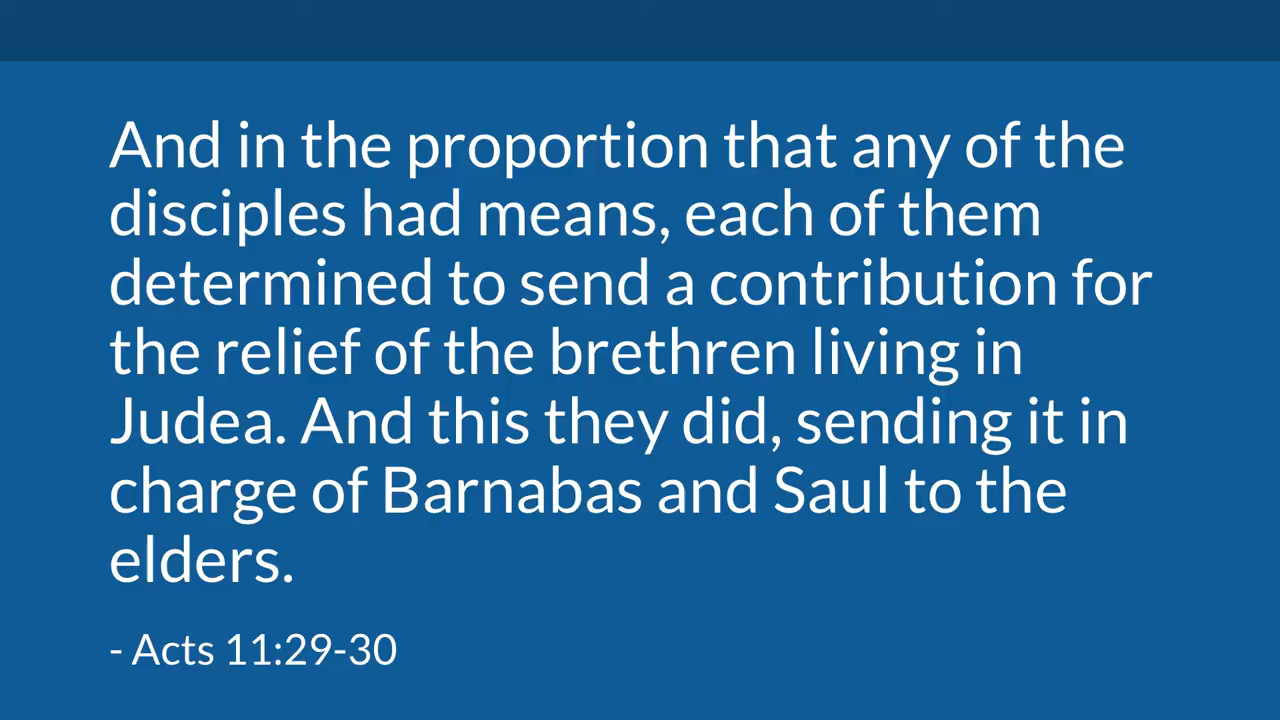 And in the proportion that any of the
disciples had means, each of them
determined to send a contribution for
the relief of the brethren living in
Judea. And this they did, sending it in
charge of Barnabas and Saul to the
elders.
- Acts 11:29-30